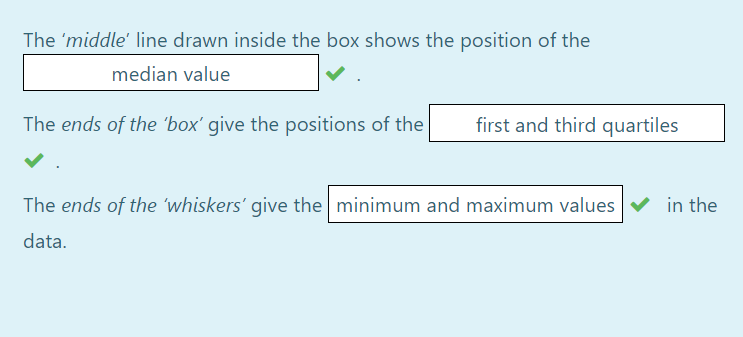 The ‘middle’ line drawn inside the box shows the position of the
median value .
The ends of the ‘box’ give the positions of the first and third quartiles
.
The ends of the ‘whiskers’ give the minimum and maximum values in the
data.